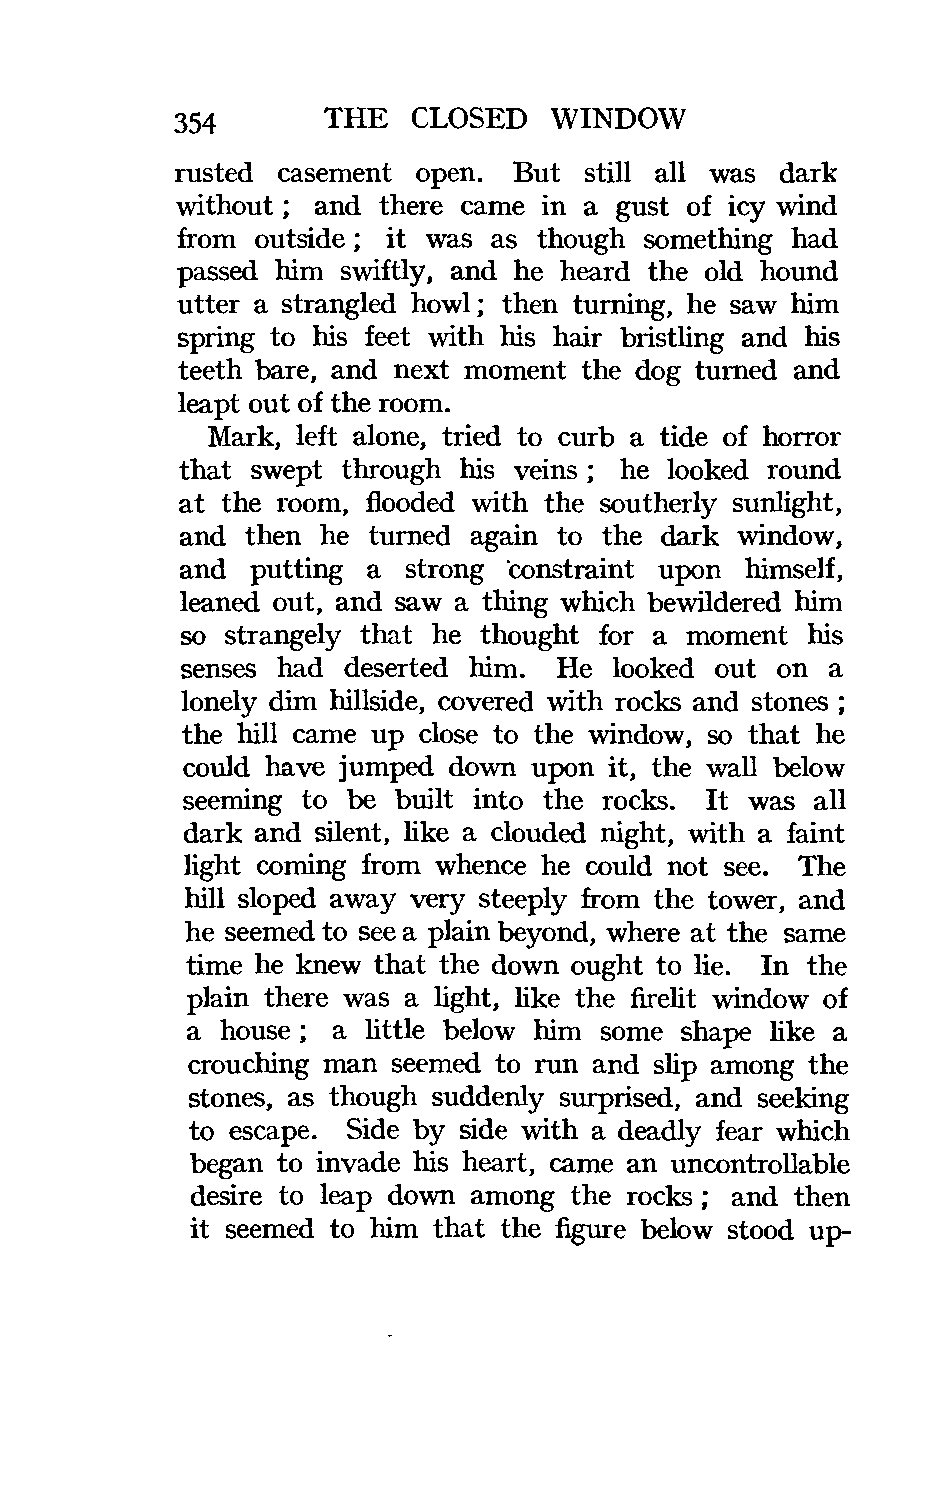 354 THE CLOSED WINDOW
rusted casement open. But still all was dark
without ; and there came in a gust of icy wind
from outside ; it was as though something had
passed him swiftly, and he heard the old hound
utter a strangled howl ; then turning, he saw him
spring to his feet with his hair bristling and his
teeth bare, and next moment the dog turned and
leapt out of the room.
Mark, left alone, tried to curb a tide of horror
that swept through his veins ; he looked round
at the room, flooded with the southerly sunlight,
and then he turned again to the dark window,
and putting a strong constraint upon himself,
leaned out, and saw a thing which bewildered him
so strangely that he thought for a moment his
senses had deserted him. He looked out on a
lonely dim hillside, covered with rocks and stones ;
the hill came up close to the window, so that he
could have jumped down upon it, the wall below
seeming to be built into the rocks. It was all
dark and silent, like a clouded night, with a faint
light coming from whence he could not see. The
hill sloped away very steeply from the tower, and
he seemed to see a plain beyond, where at the same
time he knew that the down ought to lie. In the
plain there was a light, like the firelit window of
a house ; a little below him some shape like a
crouching man seemed to run and slip among the
stones, as though suddenly surprised, and seeking
to escape. Side by side with a deadly fear which
began to invade his heart, came an uncontrollable
desire to leap down among the rocks ; and then
it seemed to him that the figure below stood up-